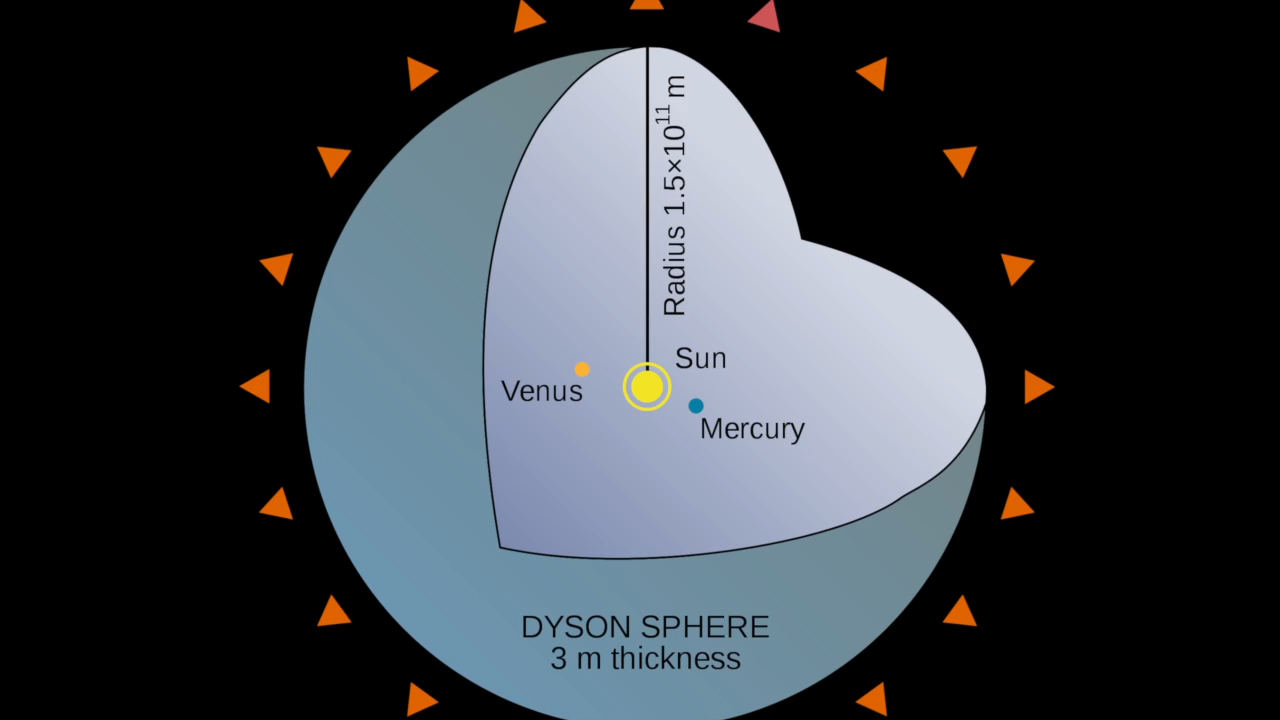 Radius 1.5×10¹¹ m
Sun
Venus
Mercury
DYSON SPHERE
3 m thickness